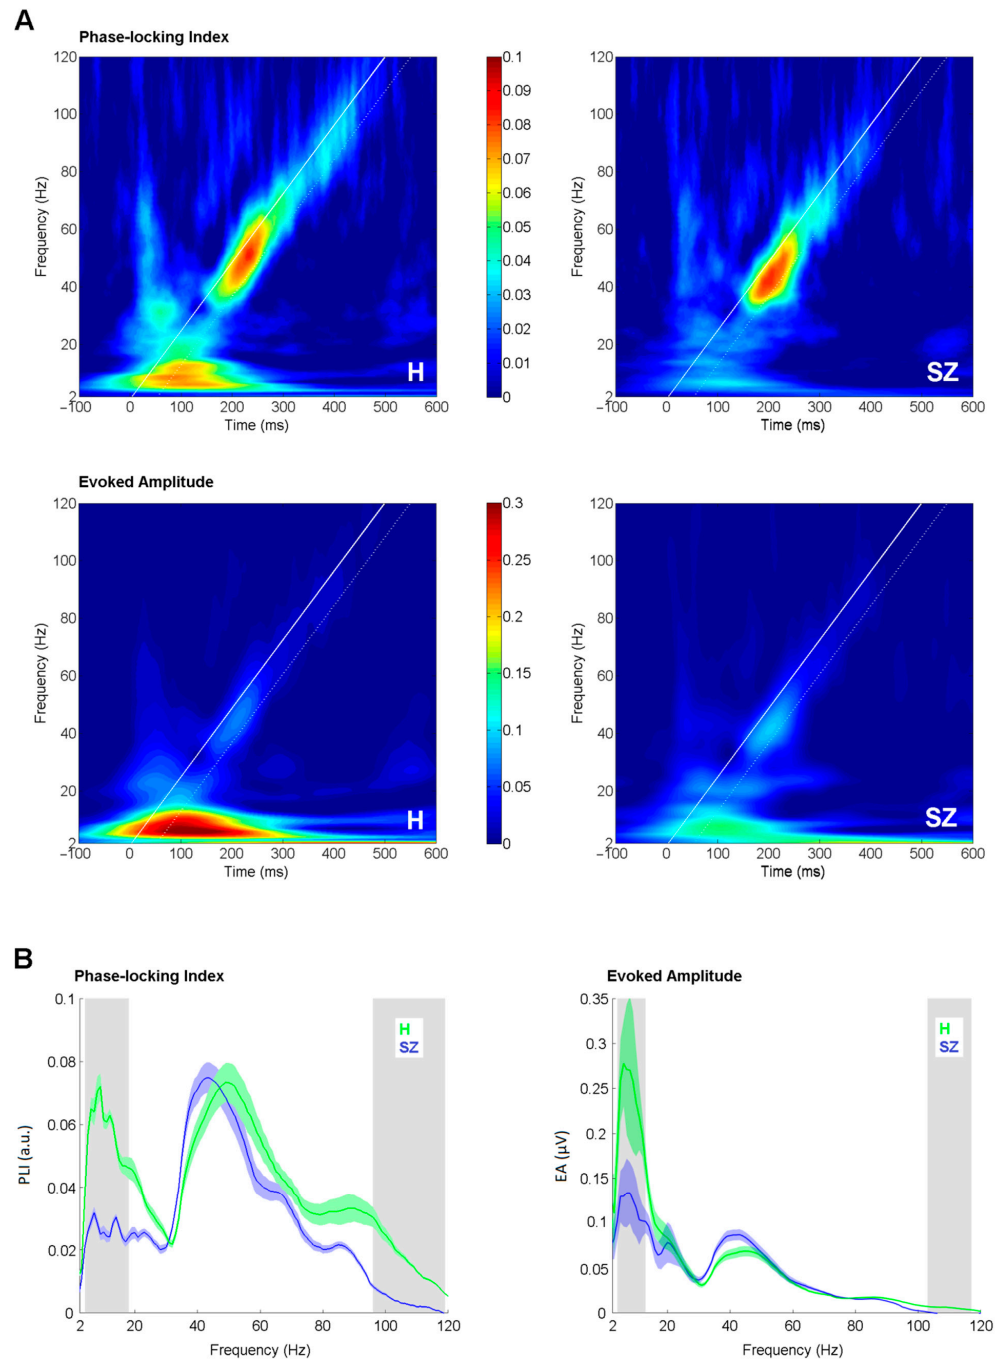 A
Phase-locking Index
120
100
80
60
40
20
2
Frequency (Hz)
−100 0 100 200 300 400 500 600
Time (ms)
H
0.1
0.09
0.08
0.07
0.06
0.05
0.04
0.03
0.02
0.01
0
120
100
80
60
40
20
2
Frequency (Hz)
−100 0 100 200 300 400 500 600
Time (ms)
SZ
Evoked Amplitude
120
100
80
60
40
20
2
Frequency (Hz)
−100 0 100 200 300 400 500 600
Time (ms)
H
0.3
0.25
0.2
0.15
0.1
0.05
0
120
100
80
60
40
20
2
Frequency (Hz)
−100 0 100 200 300 400 500 600
Time (ms)
SZ
B
Phase-locking Index
0.1
0.08
0.06
0.04
0.02
0
PLI (a.u.)
2 20 40 60 80 100 120
Frequency (Hz)
H
SZ
Evoked Amplitude
0.35
0.3
0.25
0.2
0.15
0.1
0.05
0
EA (µV)
2 20 40 60 80 100 120
Frequency (Hz)
H
SZ